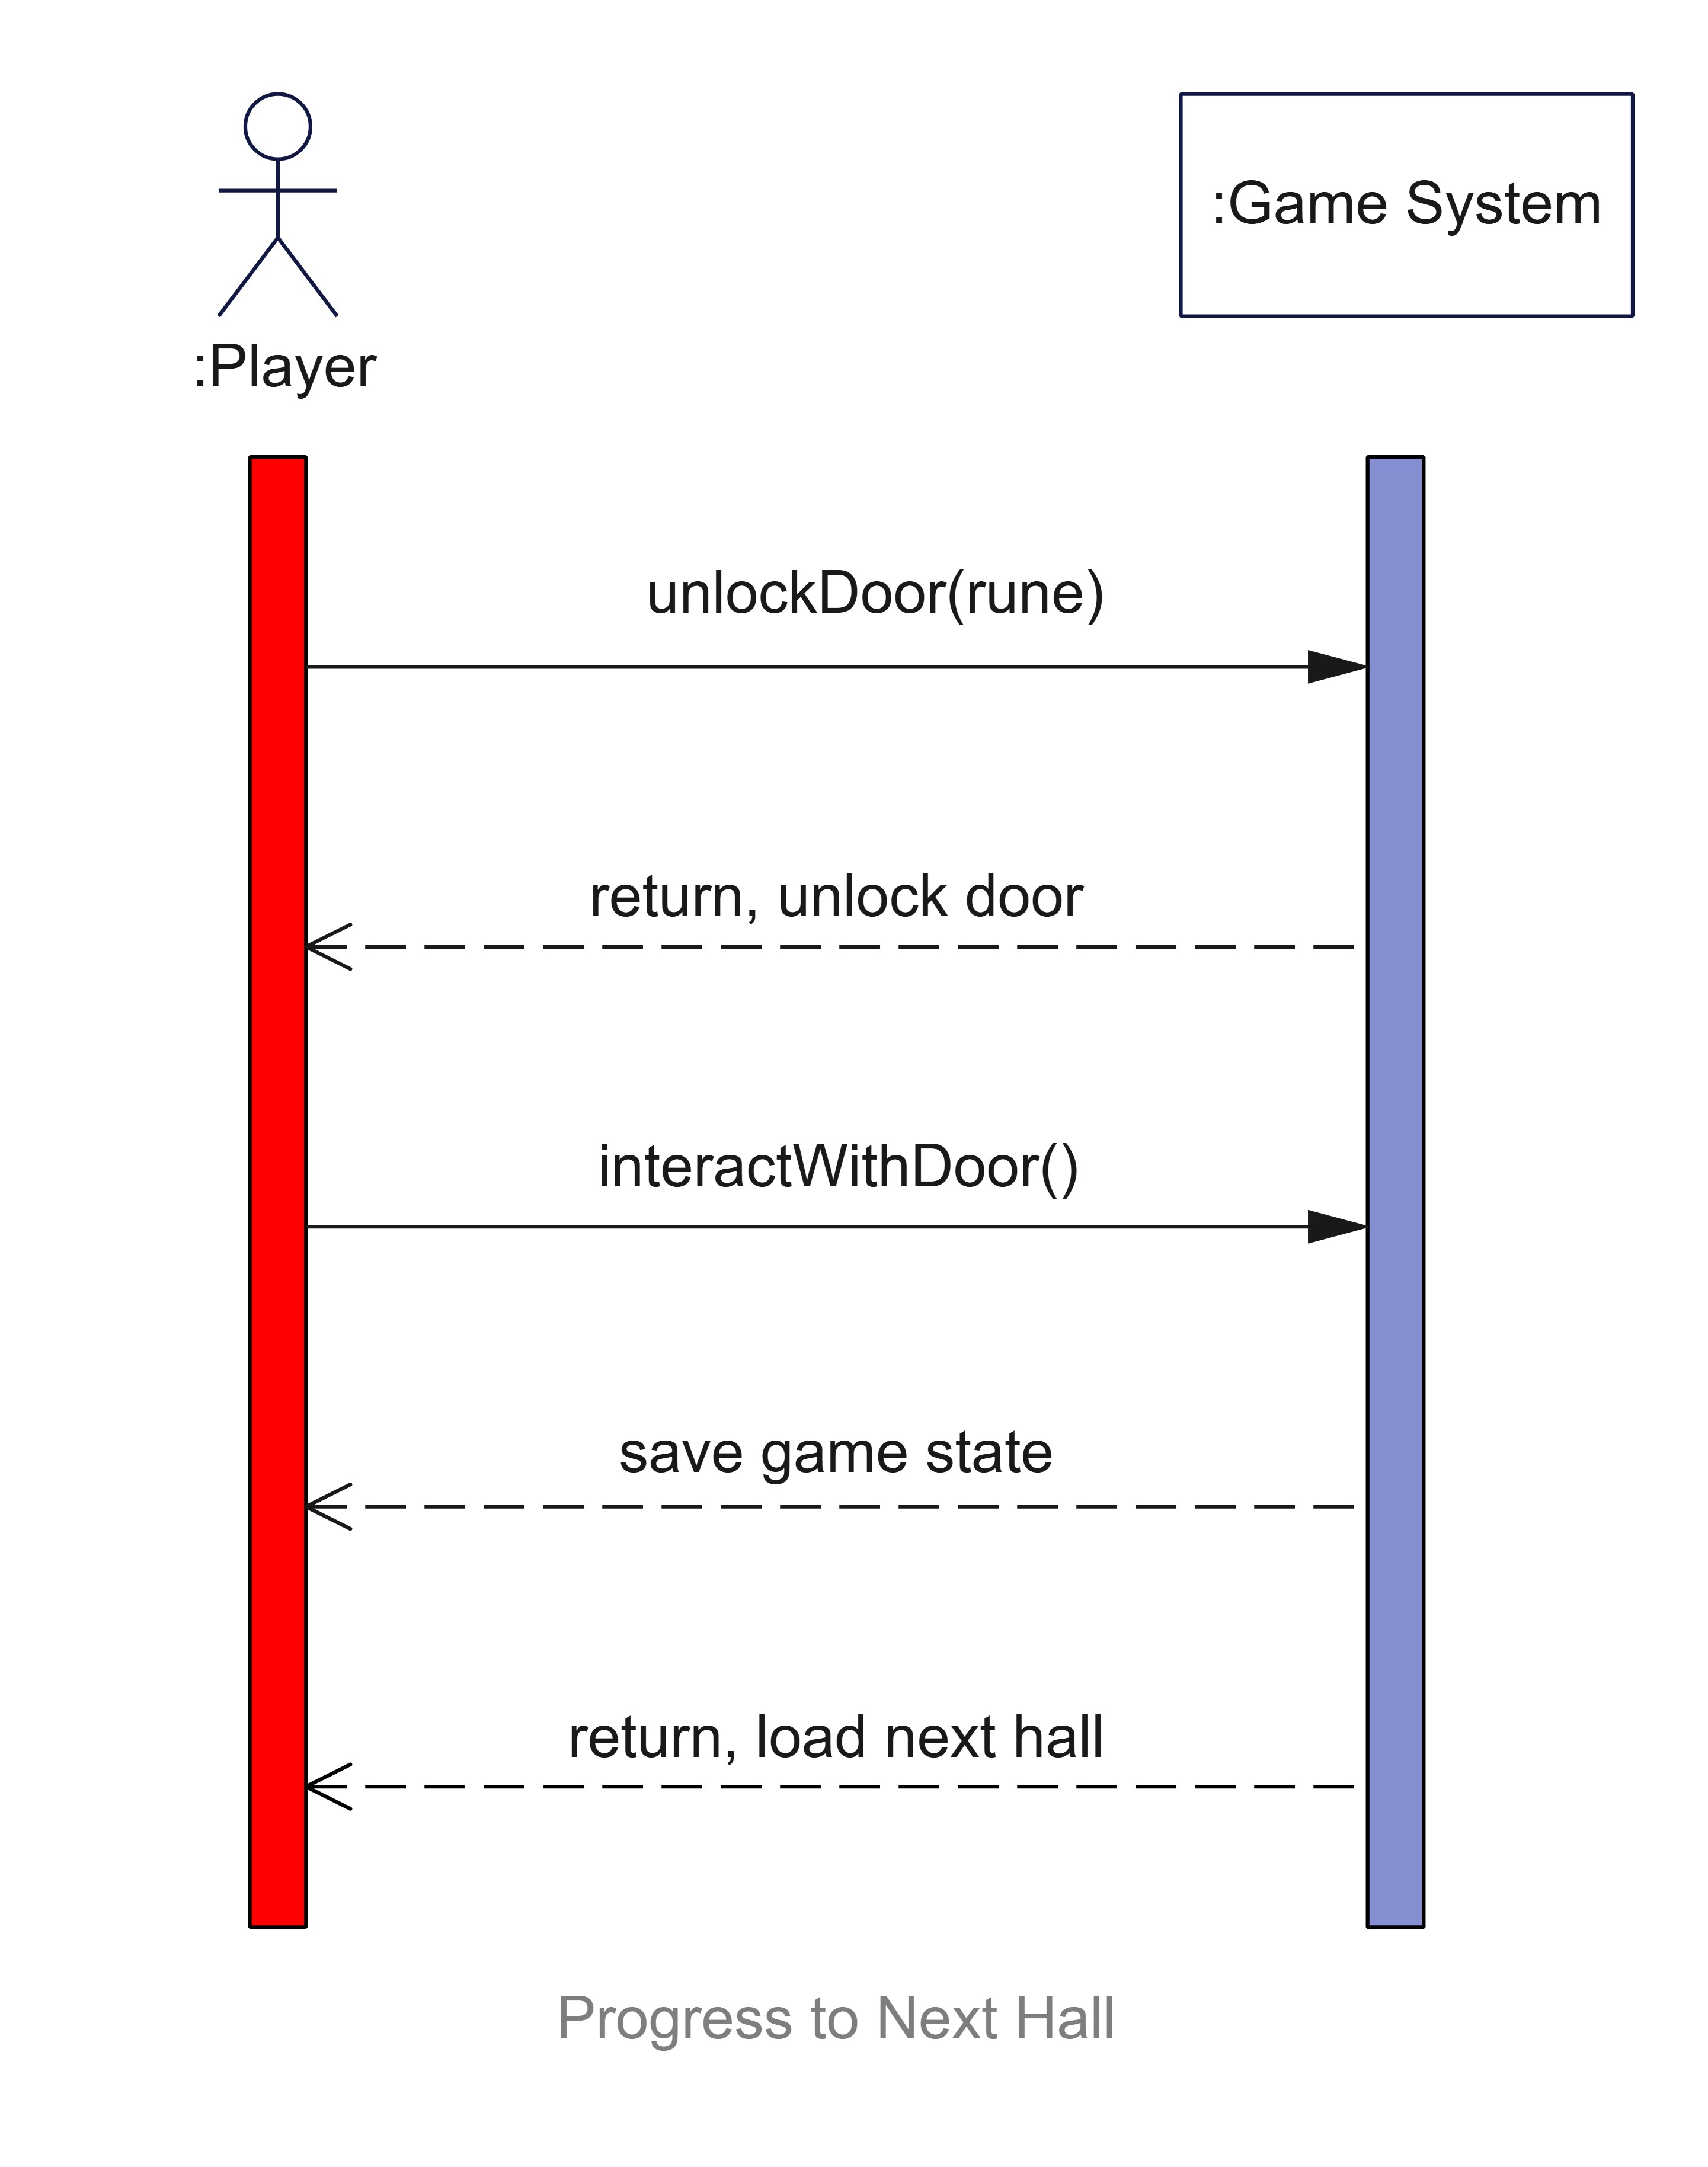 :Game System
:Player
unlockDoor(rune)
return, unlock door
interactWithDoor()
save game state
return, load next hall
Progress to Next Hall